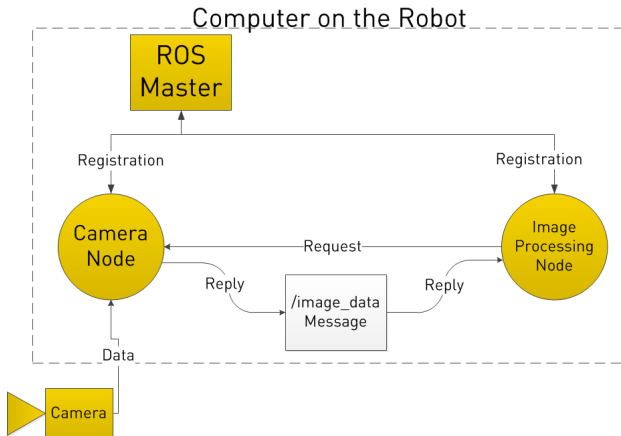 Computer on the Robot
ROS
Master
Registration
Registration
Camera
Node
Image
Processing
Node
Request
Reply
Reply
/image_data
Message
Data
Camera